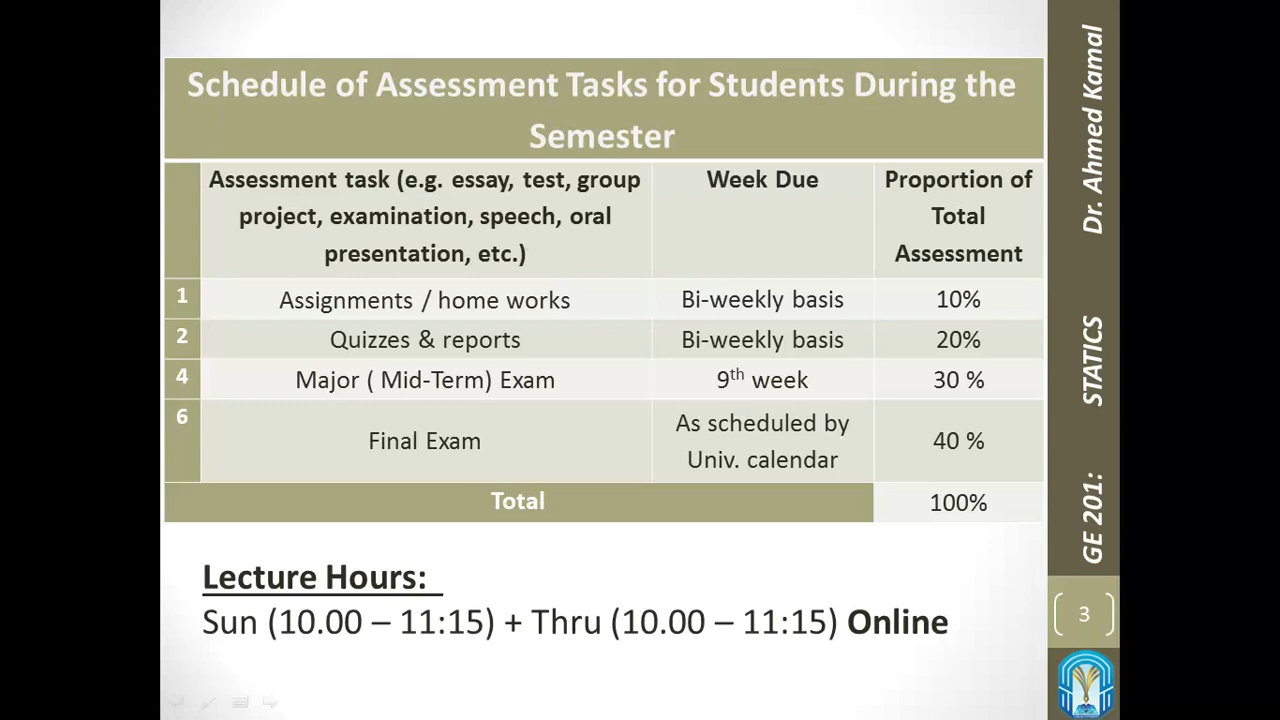 Schedule of Assessment Tasks for Students During the
Semester
Assessment task (e.g. essay, test, group
project, examination, speech, oral
presentation, etc.)
Week Due
Proportion of
Total
Assessment
1
Assignments / home works
Bi-weekly basis
10%
2
Quizzes & reports
Bi-weekly basis
20%
4
Major ( Mid-Term) Exam
9th week
30 %
6
Final Exam
As scheduled by
Univ. calendar
40 %
Total
100%
Lecture Hours:
Sun (10.00 – 11:15) + Thru (10.00 – 11:15) Online
GE 201: STATICS Dr. Ahmed Kamal
3